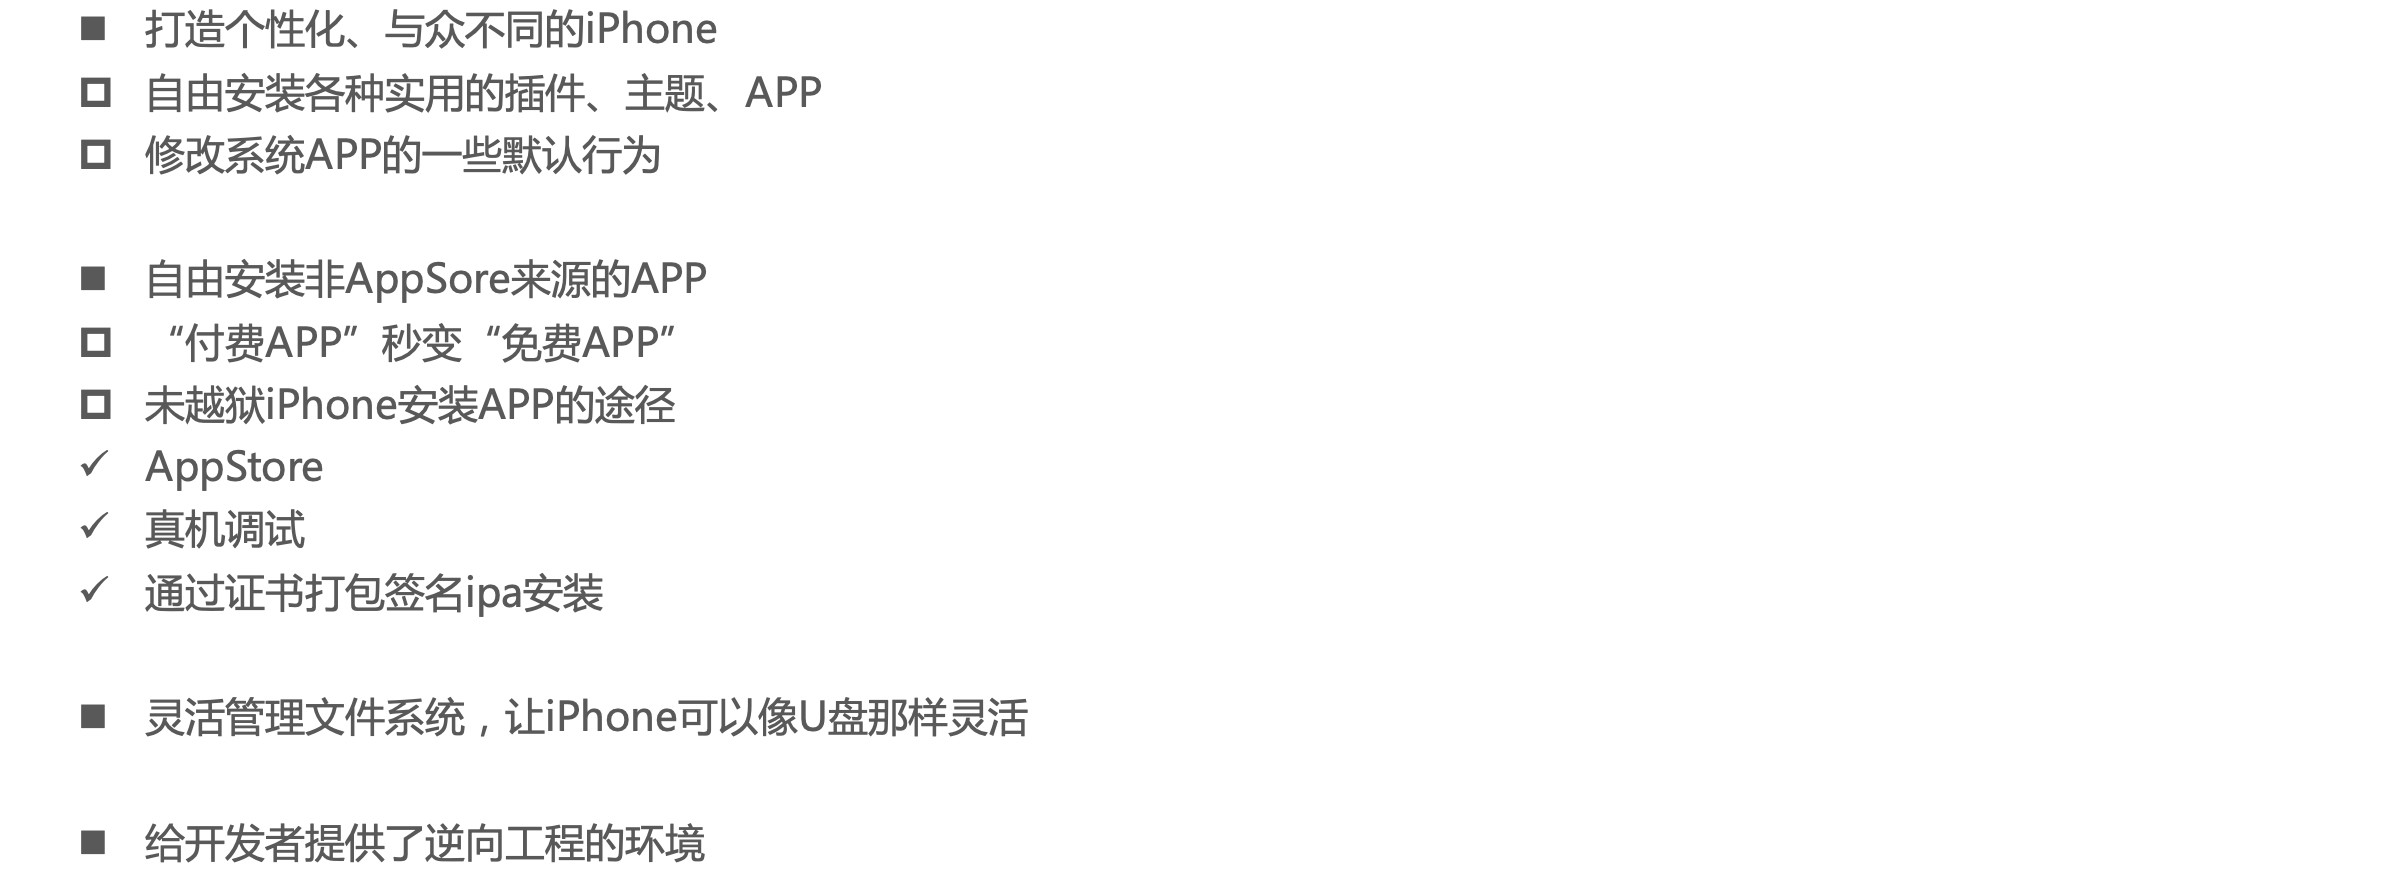 打造个性化、与众不同的iPhone
自由安装各种实用的插件、主题、APP
修改系统APP的一些默认行为
自由安装非AppSore来源的APP
“付费APP”秒变“免费APP”
未越狱iPhone安装APP的途径
AppStore
真机调试
通过证书打包签名ipa安装
灵活管理文件系统，让iPhone可以像U盘那样灵活
给开发者提供了逆向工程的环境